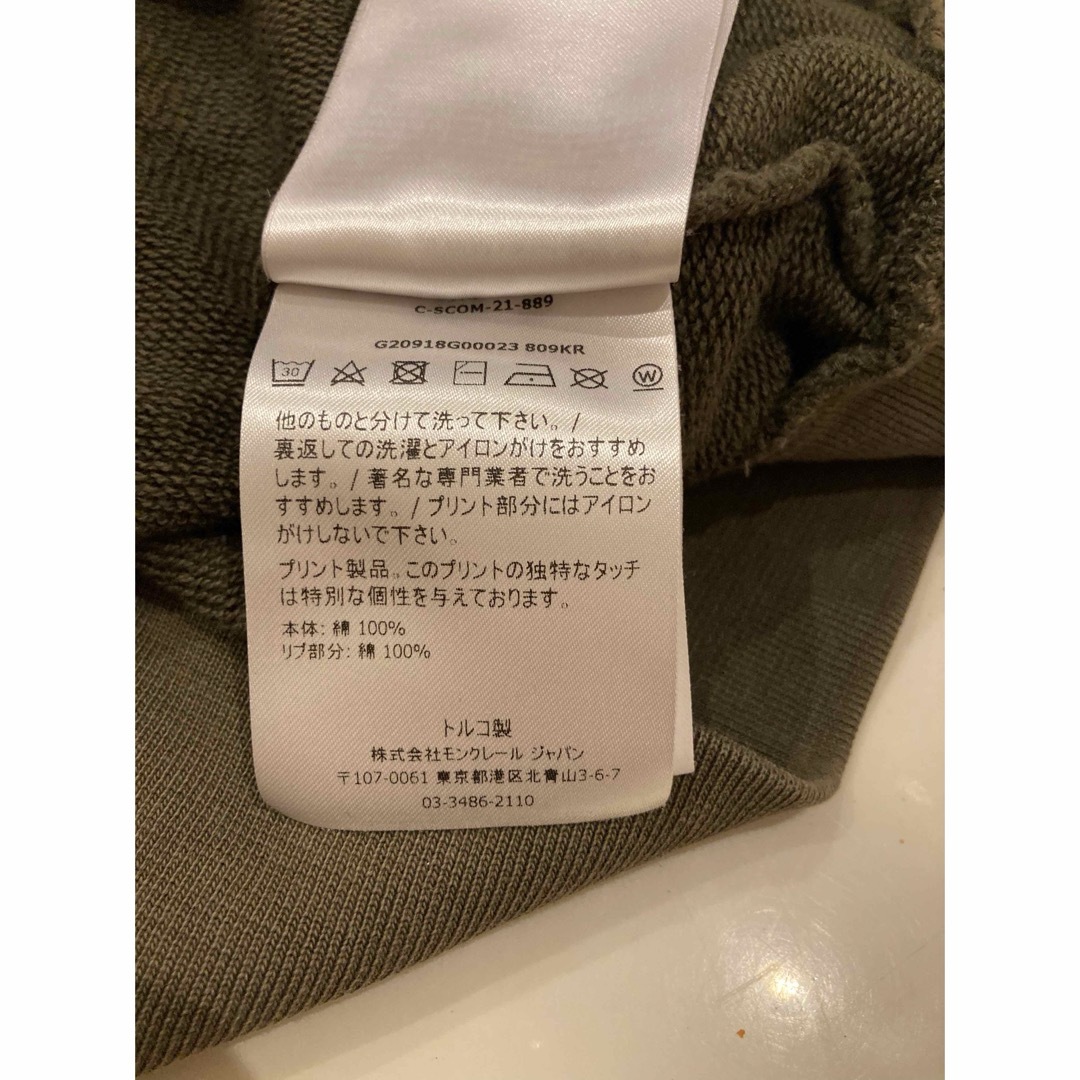 C-SCOM-21-889
G20918G00023 809KR
30
W
他のものと分けて洗って下さい。/
裏返しての洗濯とアイロンがけをおすすめ
します。/ 著名な専門業者で洗うことをお
すすめします。/ プリント部分にはアイロン
がけしないで下さい。
プリント製品。このプリントの独特なタッチ
は特別な個性を与えております。
本体: 綿 100%
リブ部分: 綿 100%
トルコ製
株式会社モンクレール ジャパン
〒107-0061 東京都港区北青山3-6-7
03-3486-2110